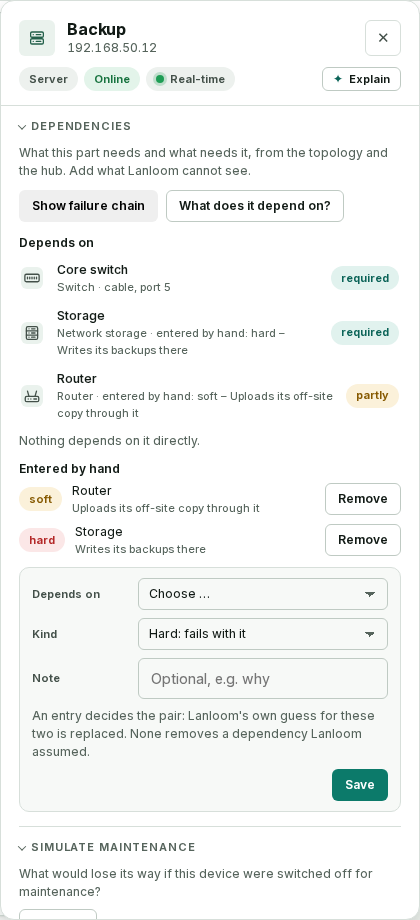 Backup
192.168.50.12
Server
Online
Real-time
Explain
DEPENDENCIES
What this part needs and what needs it, from the topology and
the hub. Add what Lanloom cannot see.
Show failure chain
What does it depend on?
Depends on
Core switch
Switch · cable, port 5
required
Storage
Network storage · entered by hand: hard –
Writes its backups there
required
Router
Router · entered by hand: soft – Uploads its off-site
copy through it
partly
Nothing depends on it directly.
Entered by hand
soft
Router
Uploads its off-site copy through it
Remove
hard
Storage
Writes its backups there
Remove
Depends on
Choose …
Kind
Hard: fails with it
Note
Optional, e.g. why
An entry decides the pair: Lanloom's own guess for these
two is replaced. None removes a dependency Lanloom
assumed.
Save
SIMULATE MAINTENANCE
What would lose its way if this device were switched off for
maintenance?